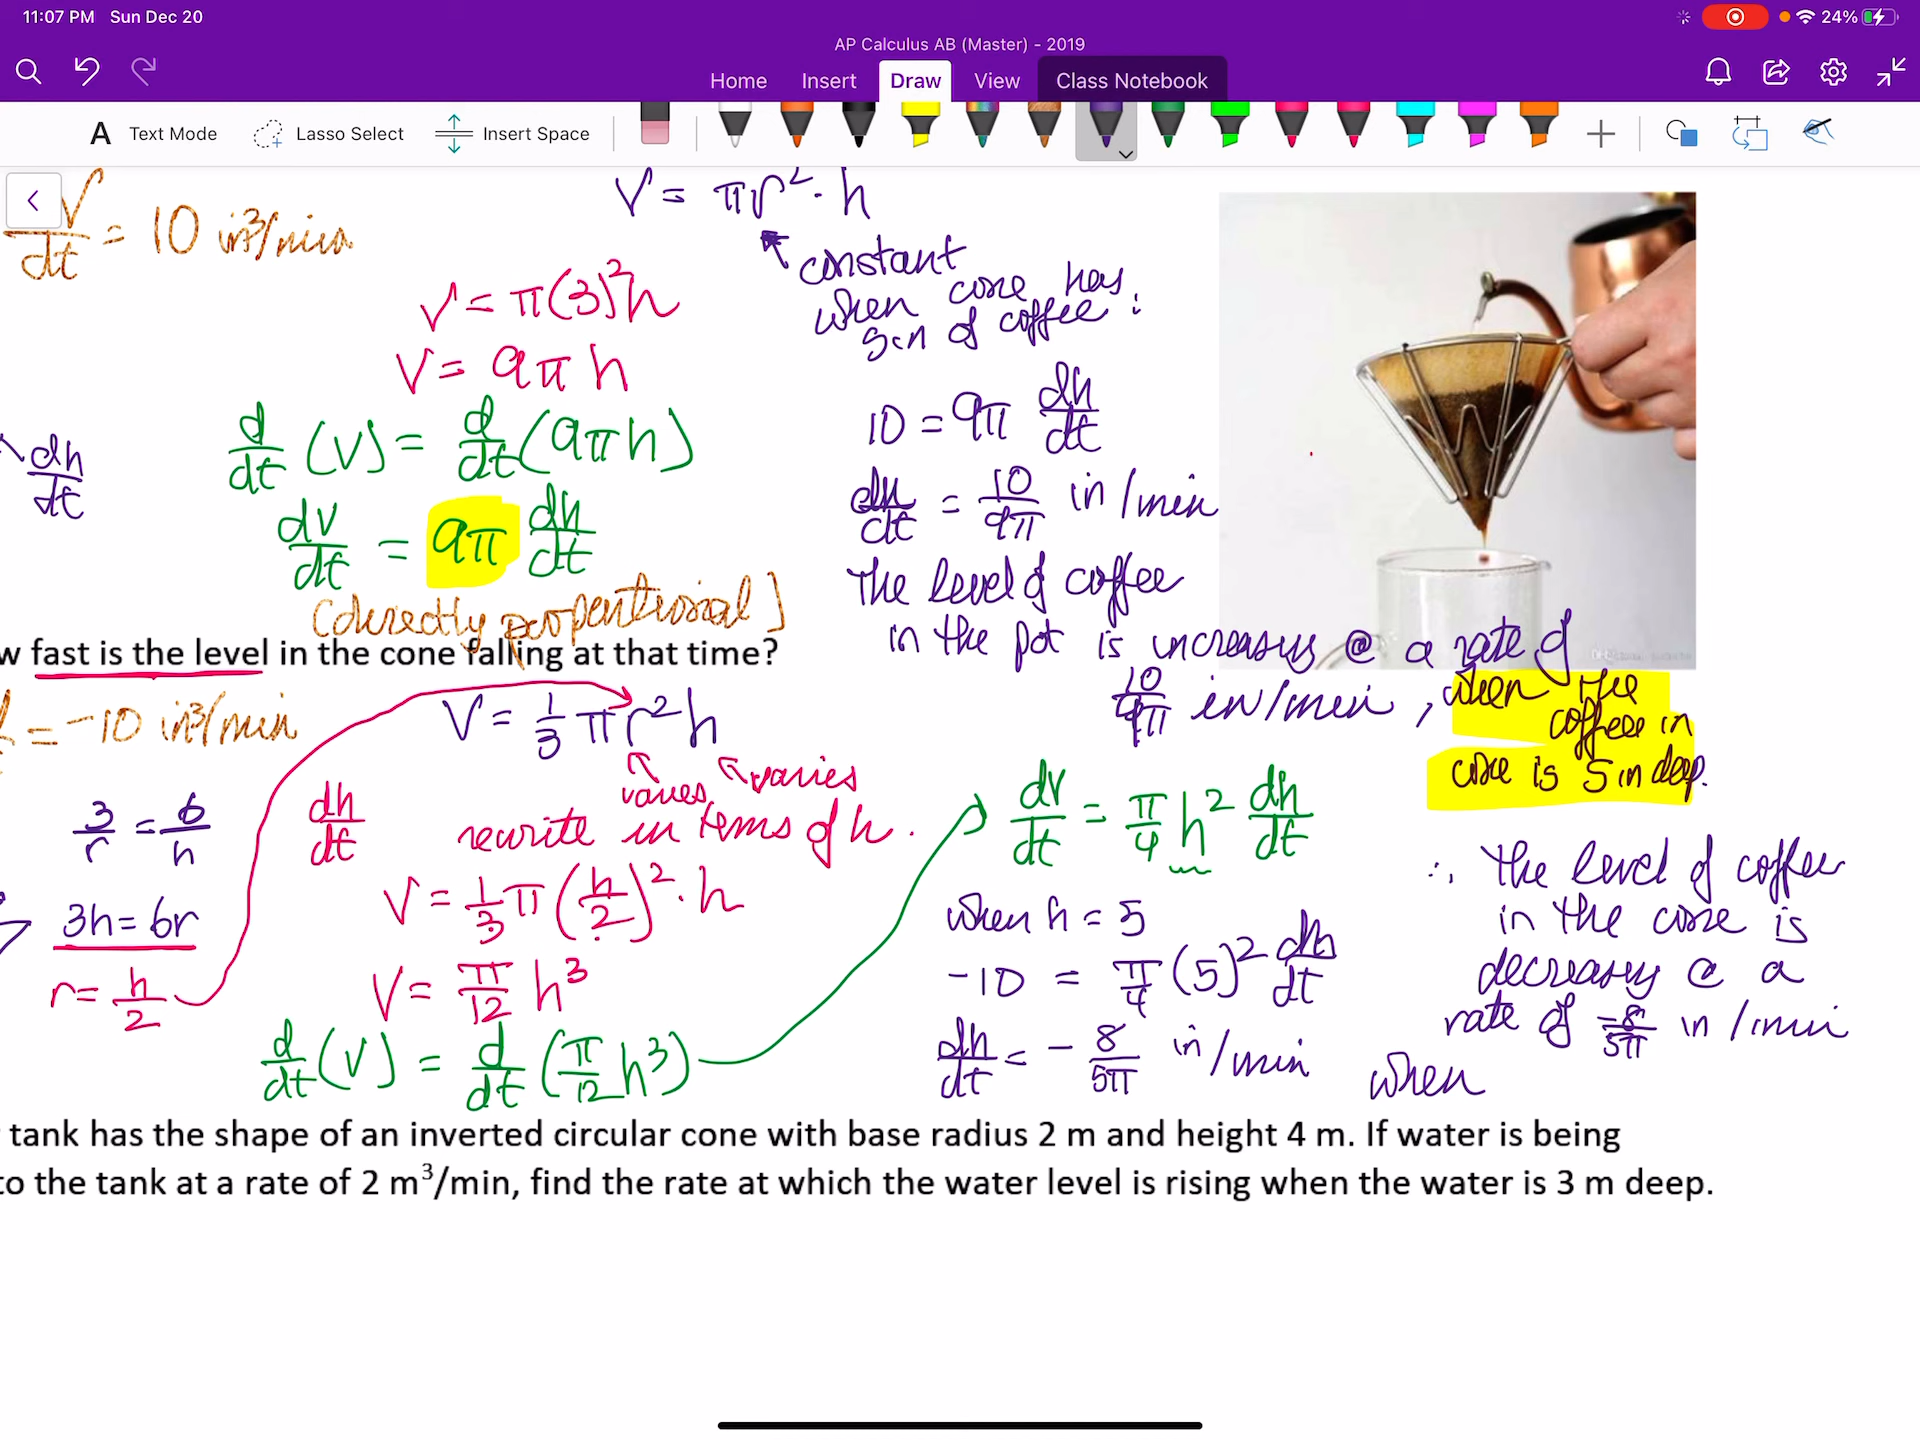 11:07 PM Sun Dec 20
24%
AP Calculus AB (Master) - 2019
Home Insert Draw View Class Notebook
A Text Mode Lasso Select Insert Space
V/dt = 10 in³/min
V = πr² · h
constant
when cone has
5 in of coffee.
V = π(3)²h
V = 9πh
dh/dt
d/dt (V) = d/dt (9πh)
dV/dt = 9π dh/dt
(directly proportional)
10 = 9π dh/dt
dh/dt = 10/9π in/min
The level of coffee
in the pot is increasing @ a rate of
10/9π in/min, when the
coffee in
cone is 5 in deep.
w fast is the level in the cone falling at that time?
= -10 in³/min
V = 1/3 πr²h
varies varies
rewrite in terms of h.
3/r = 6/h
3h = 6r
r = h/2
dh/dt
V = 1/3 π (h/2)² · h
V = π/12 h³
d/dt (V) = d/dt (π/12 h³)
dV/dt = π/4 h² dh/dt
when h = 5
-10 = π/4 (5)² dh/dt
dh/dt = - 8/5π in/min
∴ The level of coffee
in the cone is
decreasing @ a
rate of -8/5π in/min
when
tank has the shape of an inverted circular cone with base radius 2 m and height 4 m. If water is being
to the tank at a rate of 2 m³/min, find the rate at which the water level is rising when the water is 3 m deep.